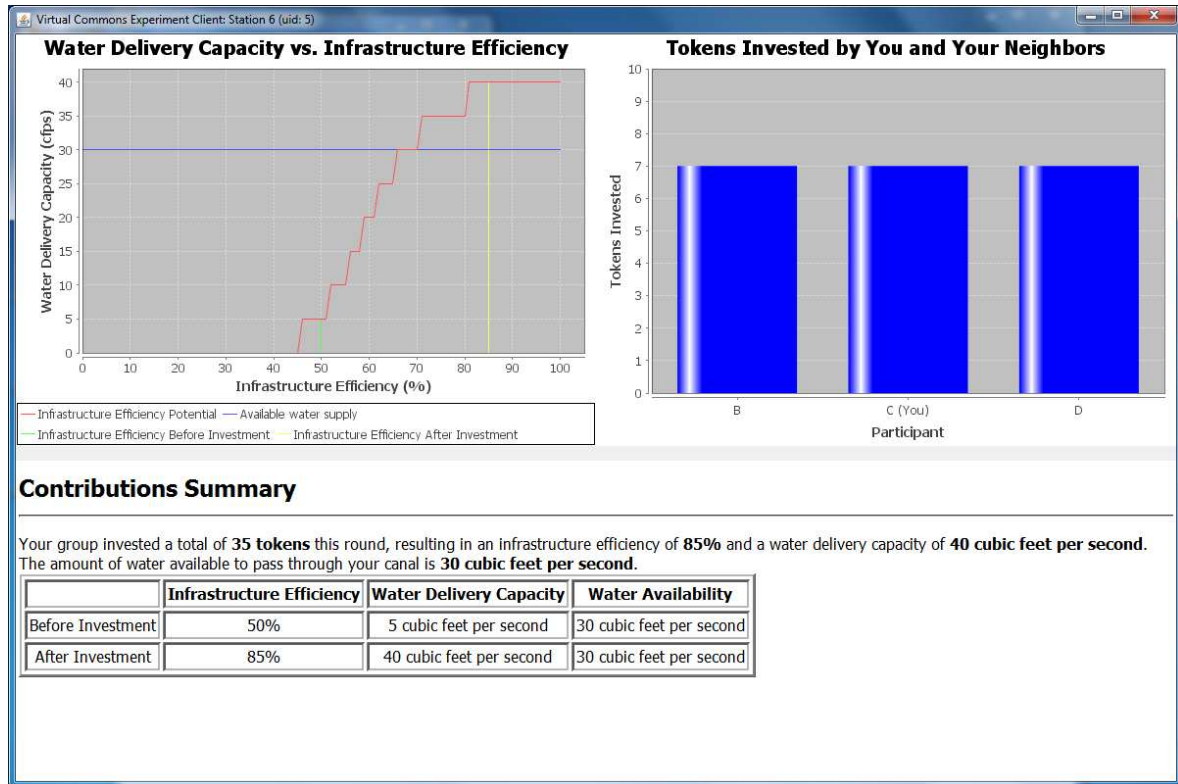 Virtual Commons Experiment Client: Station 6 (uid: 5)
Water Delivery Capacity vs. Infrastructure Efficiency
Water Delivery Capacity (cfps)
40
35
30
25
20
15
10
5
0
0 10 20 30 40 50 60 70 80 90 100
Infrastructure Efficiency (%)
Infrastructure Efficiency Potential Available water supply
Infrastructure Efficiency Before Investment Infrastructure Efficiency After Investment
Tokens Invested by You and Your Neighbors
Tokens Invested
10
9
8
7
6
5
4
3
2
1
0
B C (You) D
Participant
Contributions Summary
Your group invested a total of 35 tokens this round, resulting in an infrastructure efficiency of 85% and a water delivery capacity of 40 cubic feet per second.
The amount of water available to pass through your canal is 30 cubic feet per second.
Infrastructure Efficiency Water Delivery Capacity Water Availability
Before Investment 50% 5 cubic feet per second 30 cubic feet per second
After Investment 85% 40 cubic feet per second 30 cubic feet per second